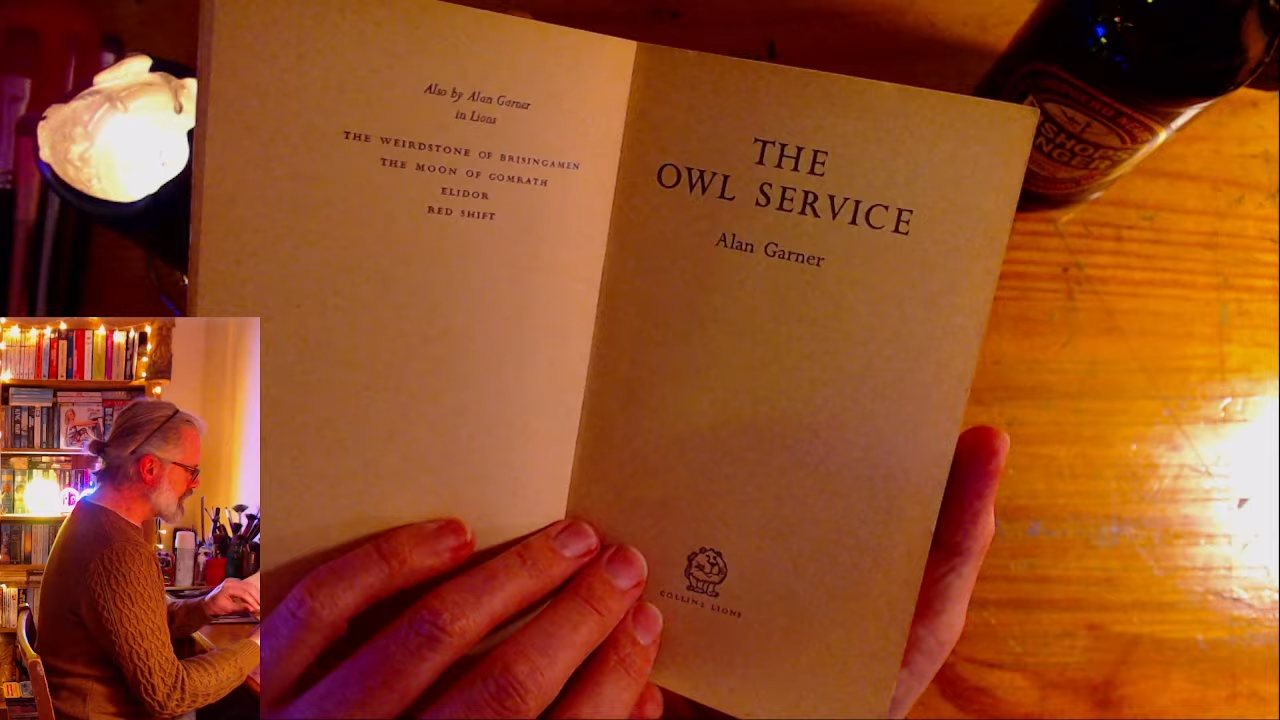 Also by Alan Garner
in Lions
THE WEIRDSTONE OF BRISINGAMEN
THE MOON OF GOMRATH
ELIDOR
RED SHIFT
THE
OWL SERVICE
Alan Garner
COLLINS LIONS